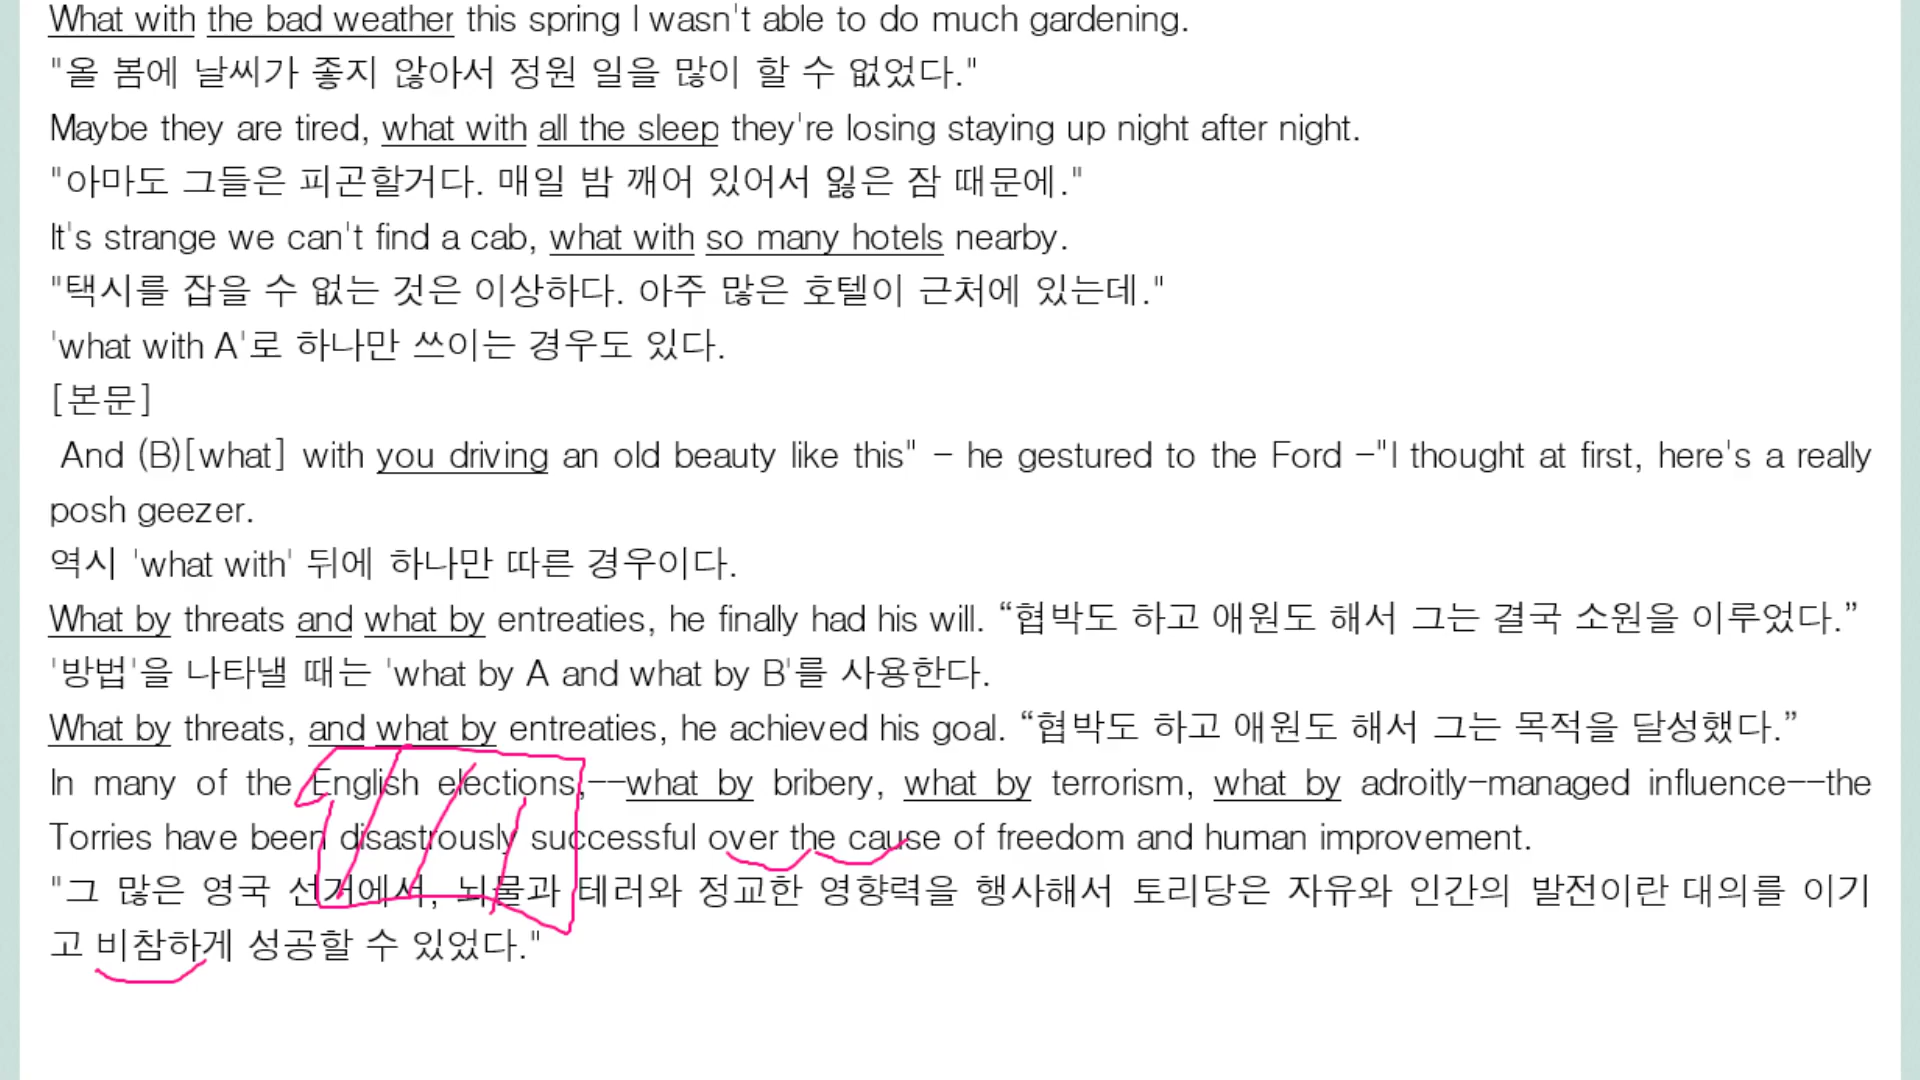 What with the bad weather this spring I wasn't able to do much gardening.
"올 봄에 날씨가 좋지 않아서 정원 일을 많이 할 수 없었다."
Maybe they are tired, what with all the sleep they're losing staying up night after night.
"아마도 그들은 피곤할거다. 매일 밤 깨어 있어서 잃은 잠 때문에."
It's strange we can't find a cab, what with so many hotels nearby.
"택시를 잡을 수 없는 것은 이상하다. 아주 많은 호텔이 근처에 있는데."
'what with A'로 하나만 쓰이는 경우도 있다.
[본문]
And (B)[what] with you driving an old beauty like this" - he gestured to the Ford -"I thought at first, here's a really
posh geezer.
역시 'what with' 뒤에 하나만 따른 경우이다.
What by threats and what by entreaties, he finally had his will. “협박도 하고 애원도 해서 그는 결국 소원을 이루었다.”
'방법'을 나타낼 때는 'what by A and what by B'를 사용한다.
What by threats, and what by entreaties, he achieved his goal. “협박도 하고 애원도 해서 그는 목적을 달성했다.”
In many of the English elections,--what by bribery, what by terrorism, what by adroitly-managed influence--the
Torries have been disastrously successful over the cause of freedom and human improvement.
"그 많은 영국 선거에서, 뇌물과 테러와 정교한 영향력을 행사해서 토리당은 자유와 인간의 발전이란 대의를 이기
고 비참하게 성공할 수 있었다."